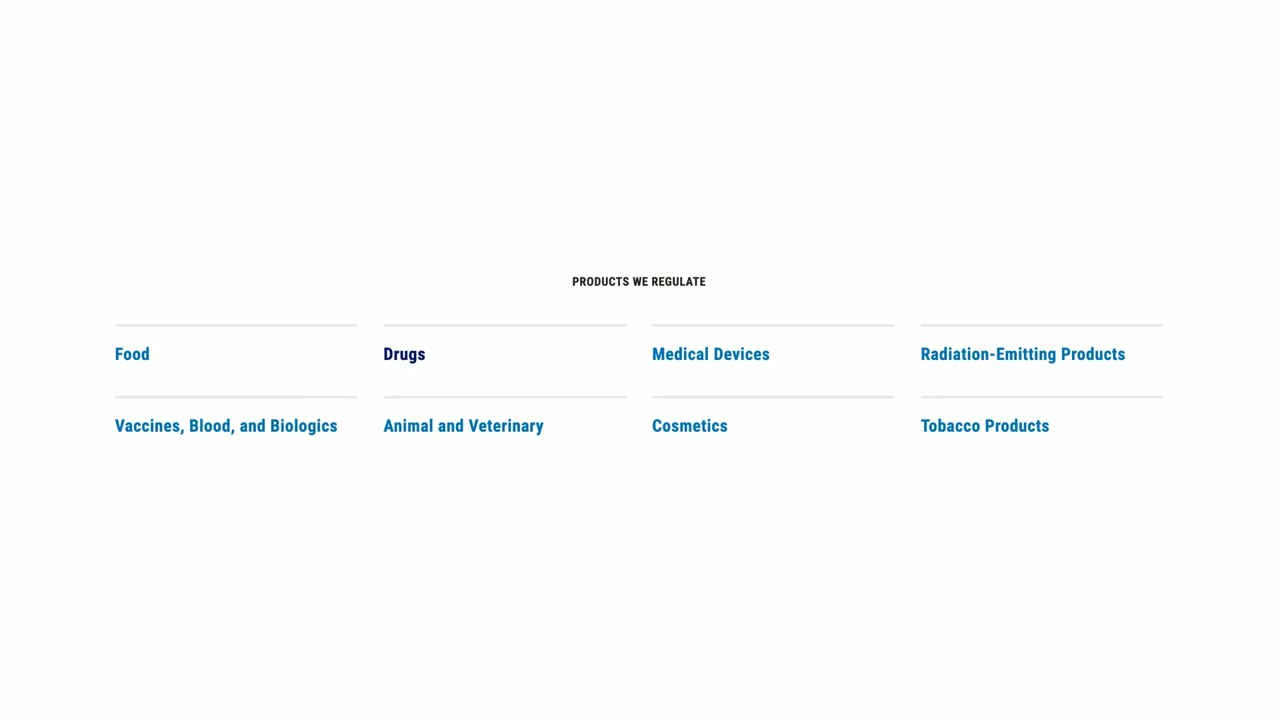 PRODUCTS WE REGULATE
Food
Drugs
Medical Devices
Radiation-Emitting Products
Vaccines, Blood, and Biologics
Animal and Veterinary
Cosmetics
Tobacco Products